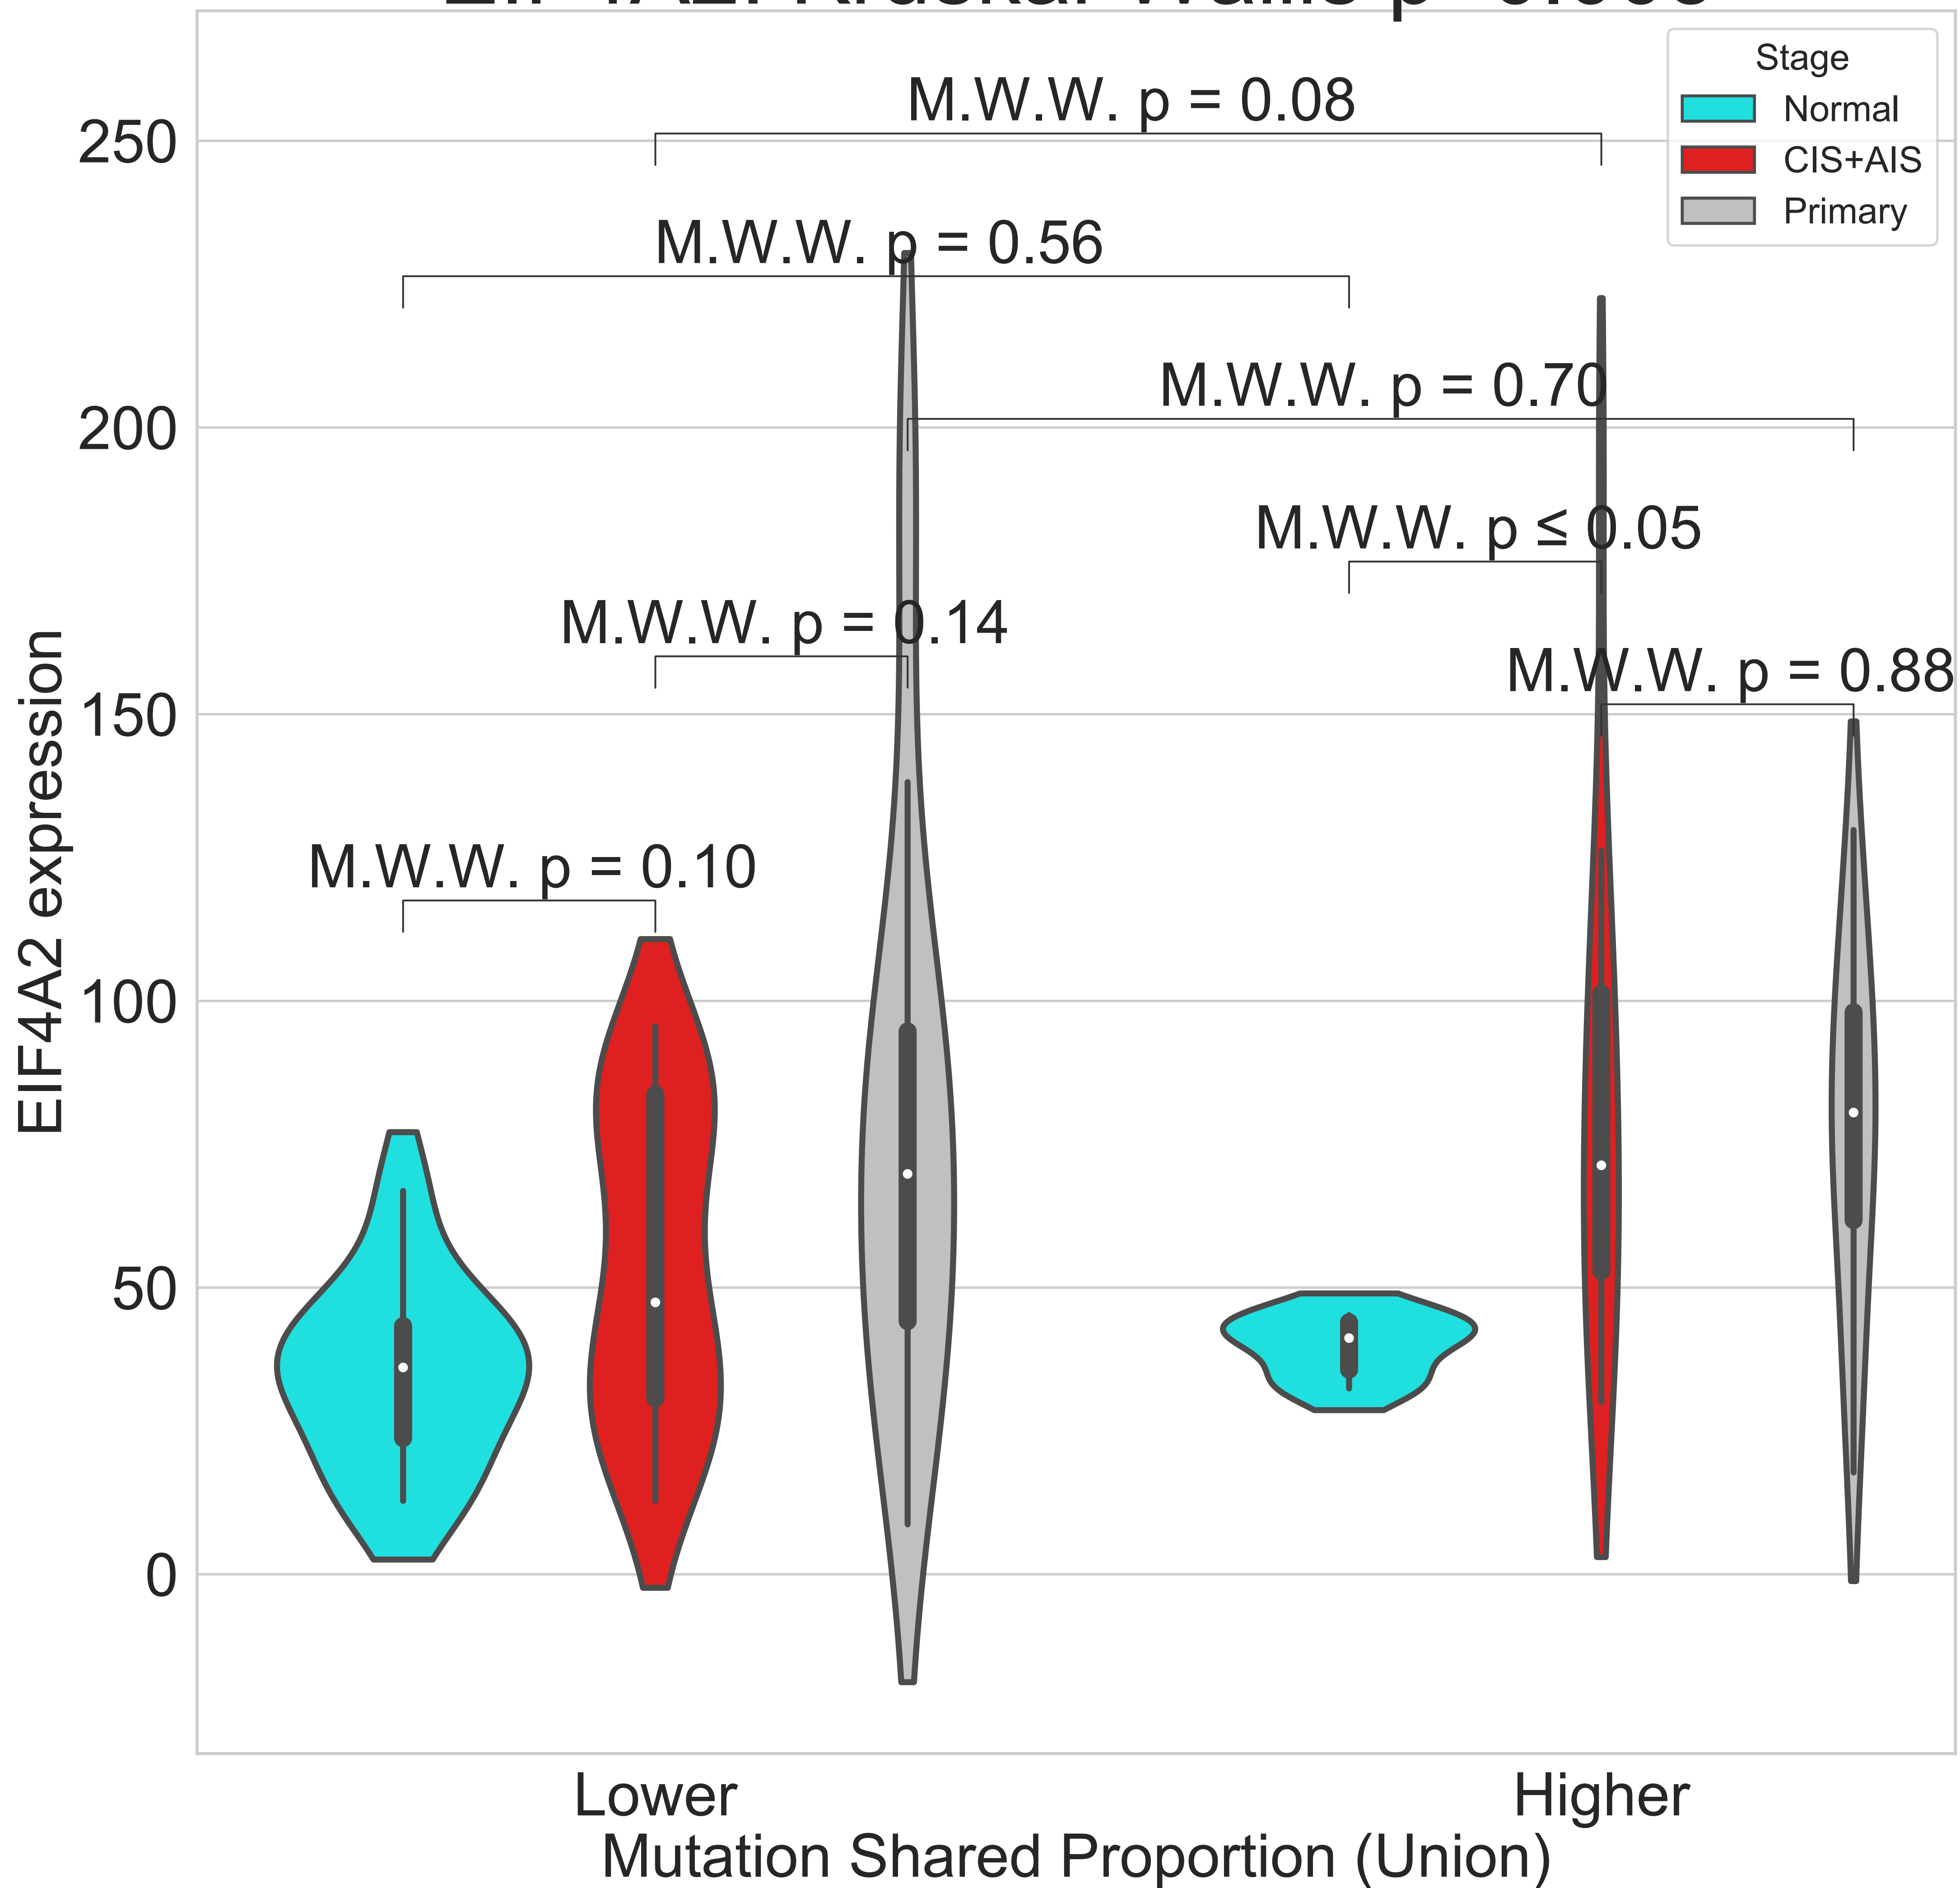 Stage
Normal
CIS+AIS
Primary
M.W.W. p = 0.08
M.W.W. p = 0.56
M.W.W. p = 0.70
M.W.W. p ≤ 0.05
M.W.W. p = 0.14
M.W.W. p = 0.88
M.W.W. p = 0.10
250
200
150
100
50
0
EIF4A2 expression
Lower
Higher
Mutation Shared Proportion (Union)